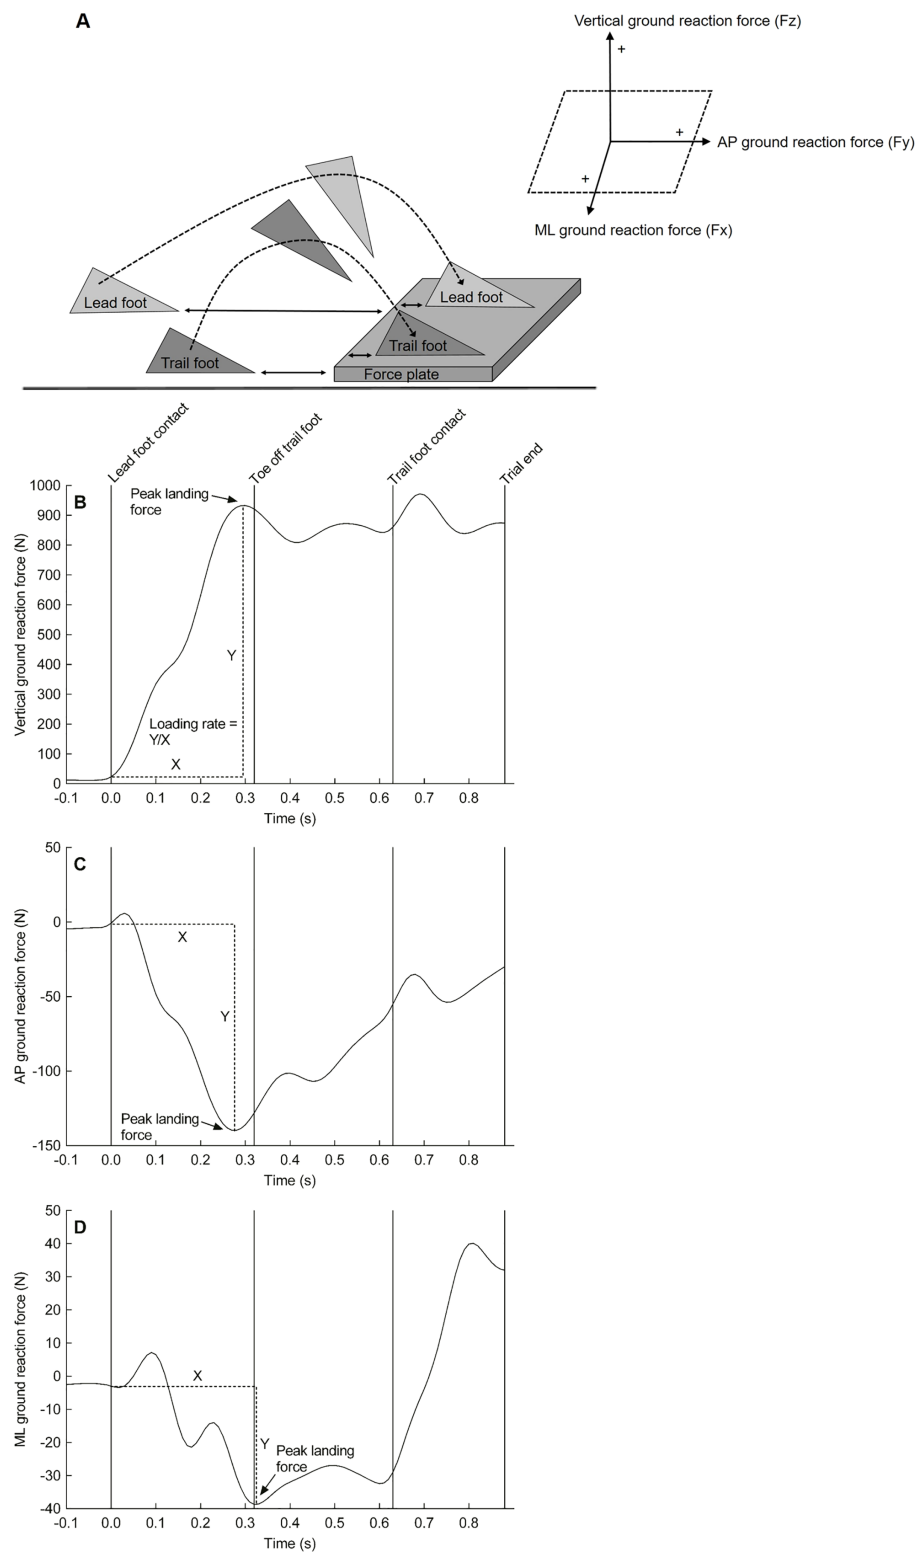 A
Vertical ground reaction force (Fz)
+
+
AP ground reaction force (Fy)
+
ML ground reaction force (Fx)
Lead foot
Lead foot
Trail foot
Trail foot
Force plate
Lead foot contact
Toe off trail foot
Trail foot contact
Trial end
B
Vertical ground reaction force (N)
1000
900
800
700
600
500
400
300
200
100
0
Peak landing
force
Y
Loading rate =
Y/X
X
-0.1 0.0 0.1 0.2 0.3 0.4 0.5 0.6 0.7 0.8
Time (s)
C
AP ground reaction force (N)
50
0
-50
-100
-150
X
Y
Peak landing
force
-0.1 0.0 0.1 0.2 0.3 0.4 0.5 0.6 0.7 0.8
Time (s)
D
ML ground reaction force (N)
50
40
30
20
10
0
-10
-20
-30
-40
X
Y
Peak landing
force
-0.1 0.0 0.1 0.2 0.3 0.4 0.5 0.6 0.7 0.8
Time (s)